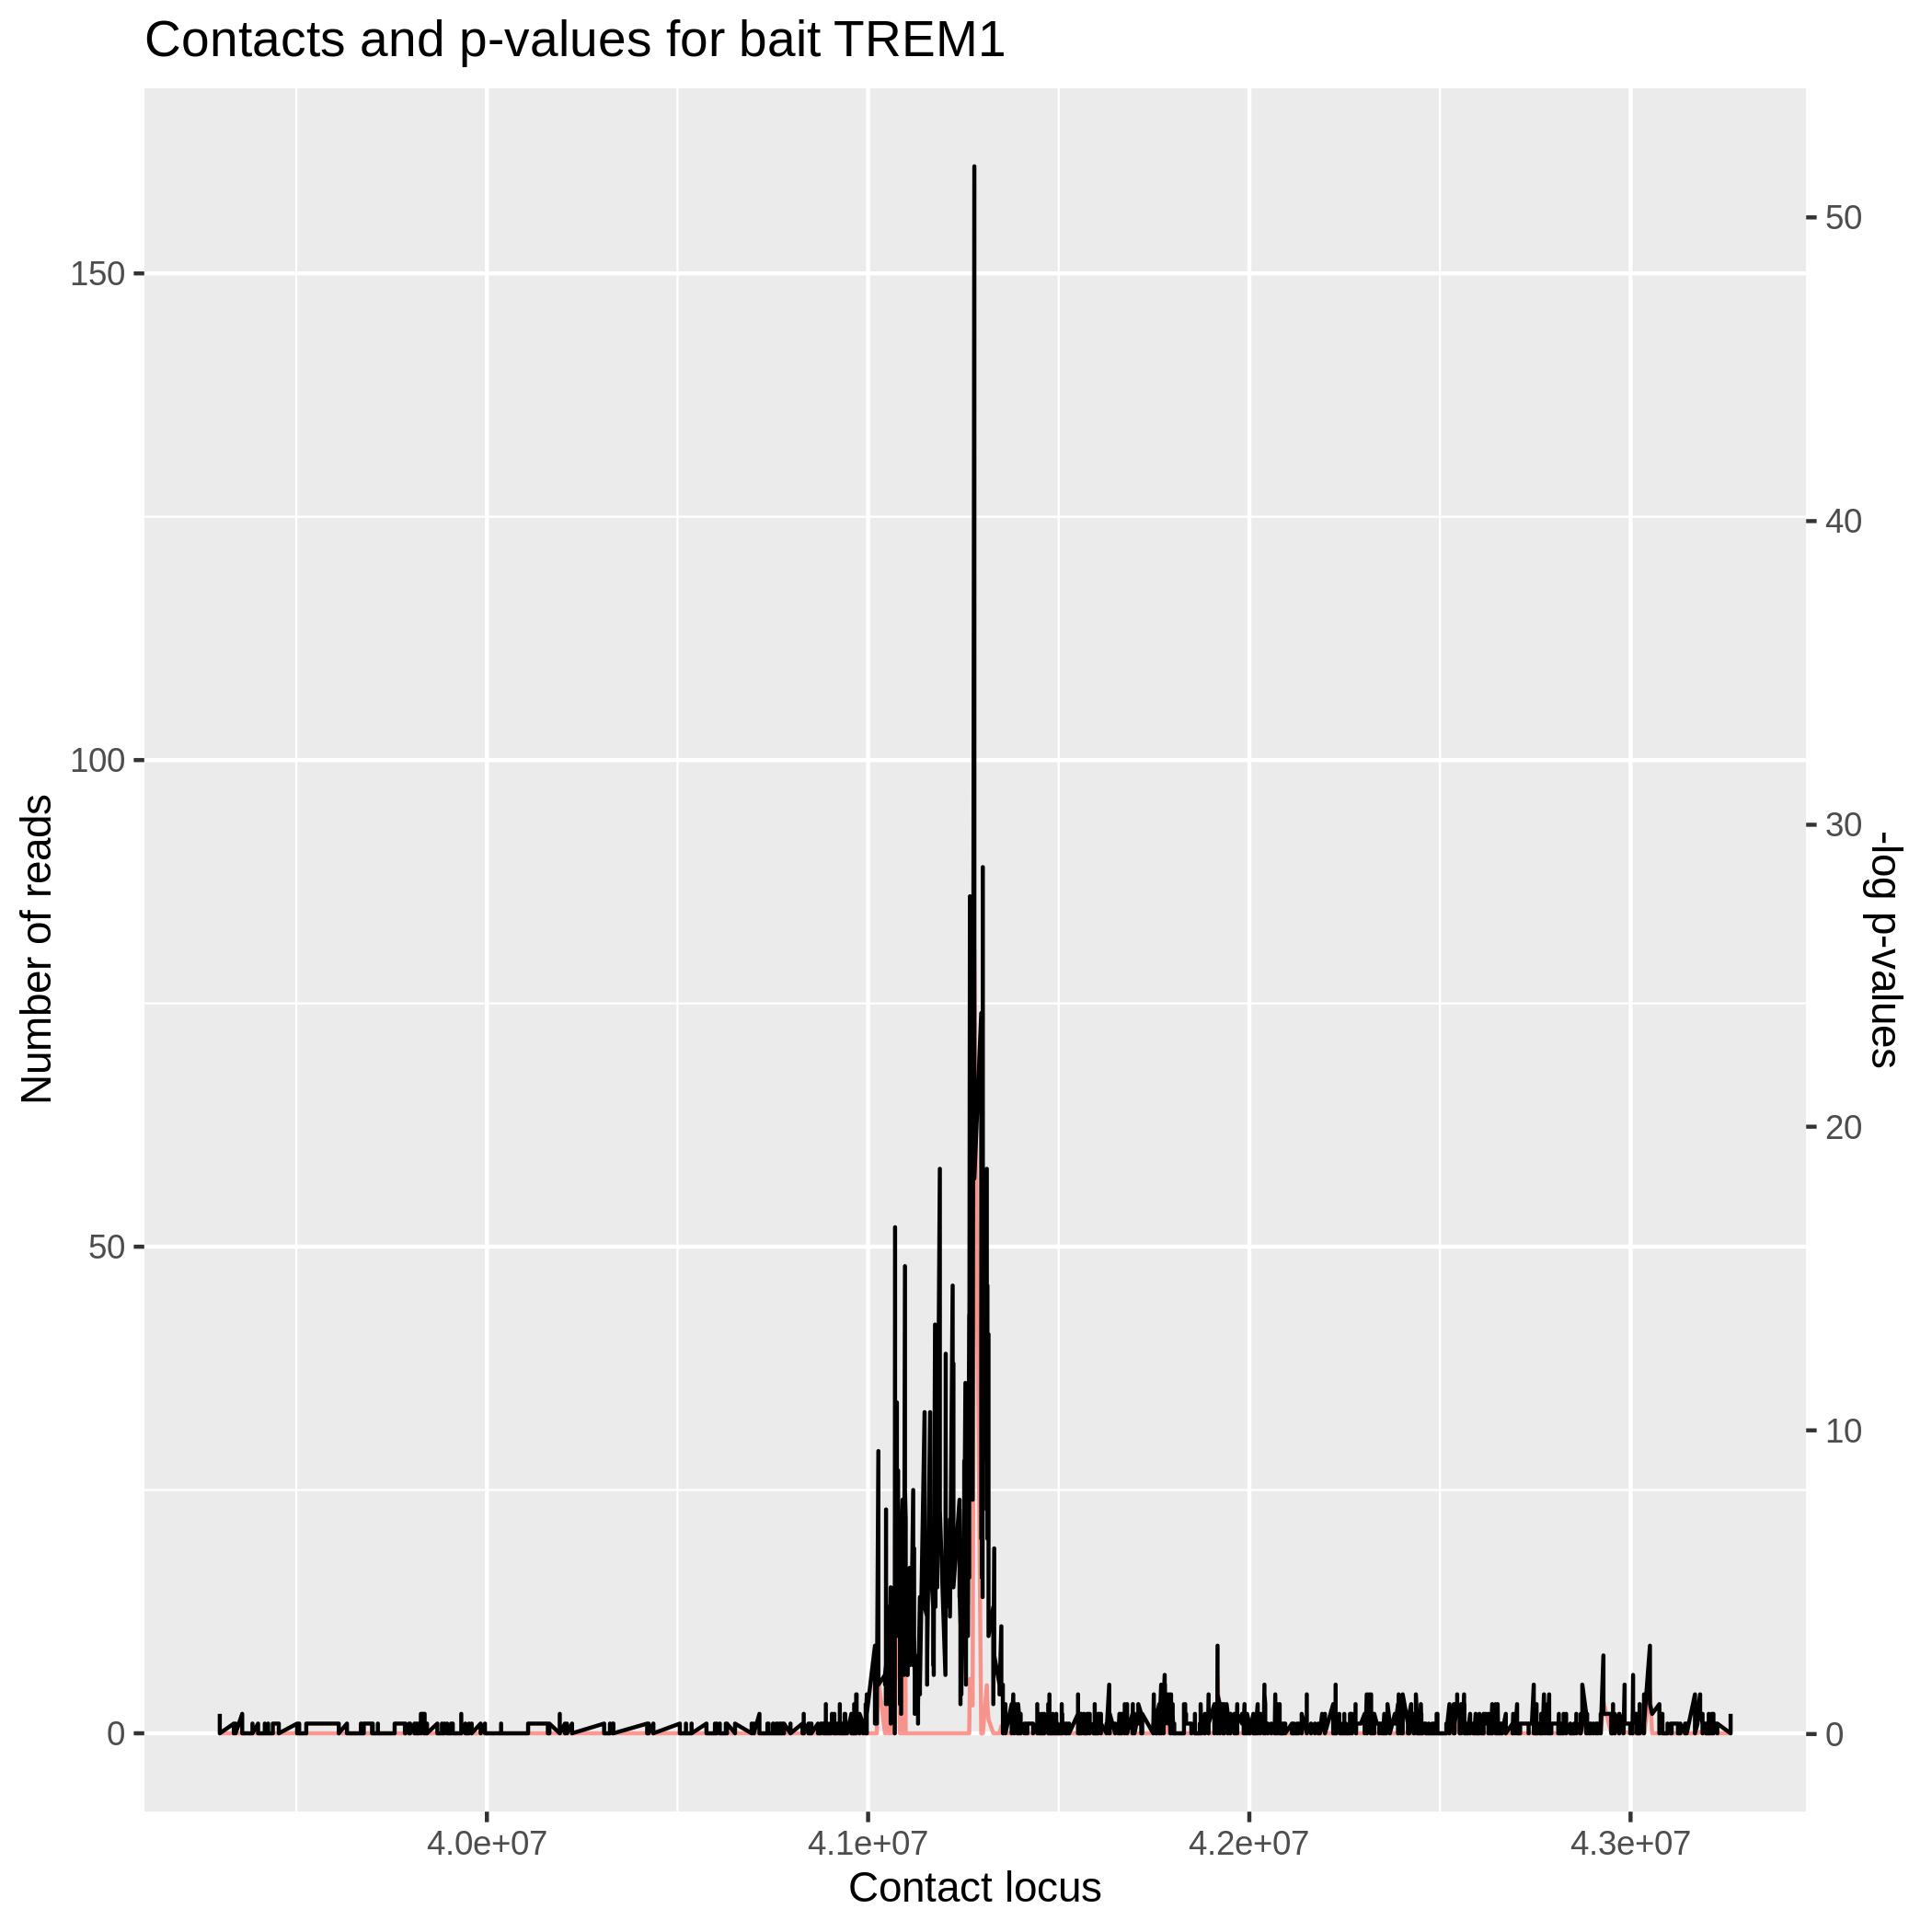 Contacts and p-values for bait TREM1
150
100
50
0
50
40
30
20
10
0
Number of reads
-log p-values
4.0e+07
4.1e+07
4.2e+07
4.3e+07
Contact locus